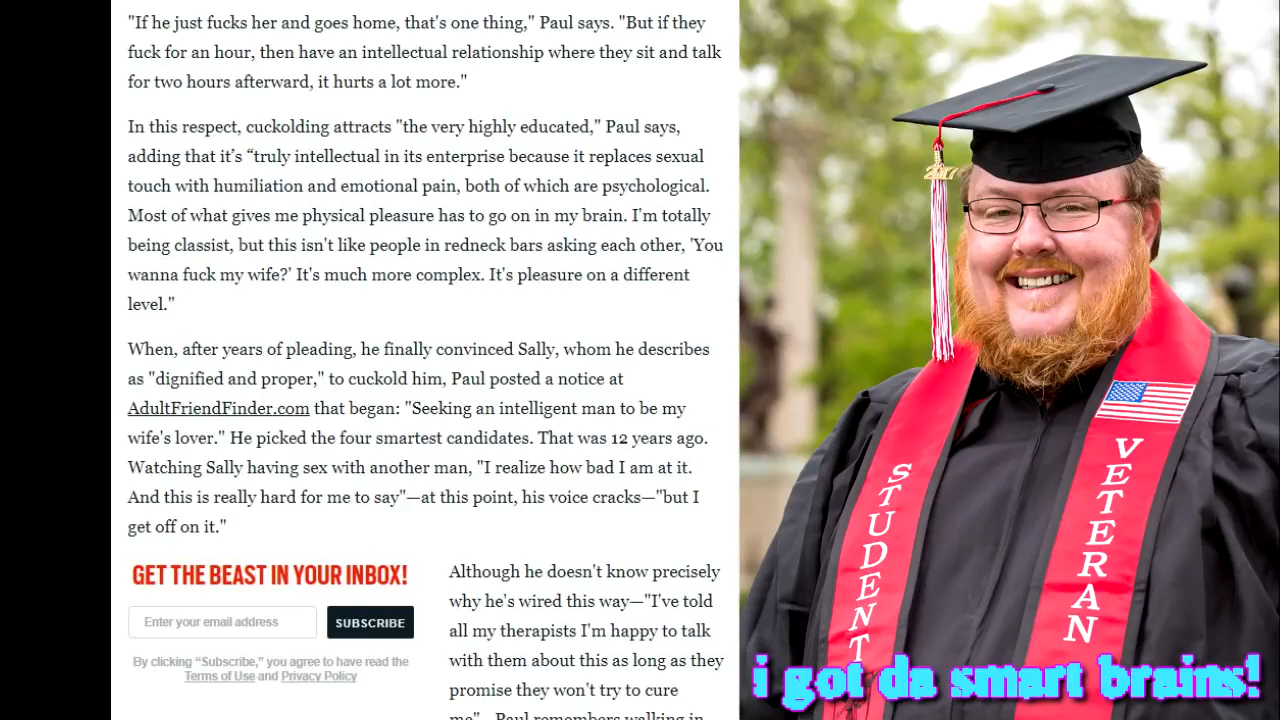 "If he just fucks her and goes home, that's one thing," Paul says. "But if they
fuck for an hour, then have an intellectual relationship where they sit and talk
for two hours afterward, it hurts a lot more."
In this respect, cuckolding attracts "the very highly educated," Paul says,
adding that it’s “truly intellectual in its enterprise because it replaces sexual
touch with humiliation and emotional pain, both of which are psychological.
Most of what gives me physical pleasure has to go on in my brain. I'm totally
being classist, but this isn't like people in redneck bars asking each other, 'You
wanna fuck my wife?' It's much more complex. It's pleasure on a different
level."
When, after years of pleading, he finally convinced Sally, whom he describes
as "dignified and proper," to cuckold him, Paul posted a notice at
AdultFriendFinder.com that began: "Seeking an intelligent man to be my
wife's lover." He picked the four smartest candidates. That was 12 years ago.
Watching Sally having sex with another man, "I realize how bad I am at it.
And this is really hard for me to say"—at this point, his voice cracks—"but I
get off on it."
GET THE BEAST IN YOUR INBOX!
Enter your email address
SUBSCRIBE
By clicking “Subscribe,” you agree to have read the
Terms of Use and Privacy Policy
Although he doesn't know precisely
why he's wired this way—"I've told
all my therapists I'm happy to talk
with them about this as long as they
promise they won't try to cure
me"—Paul remembers walking in
2017
STUDENT
VETERAN
i got da smart brains!